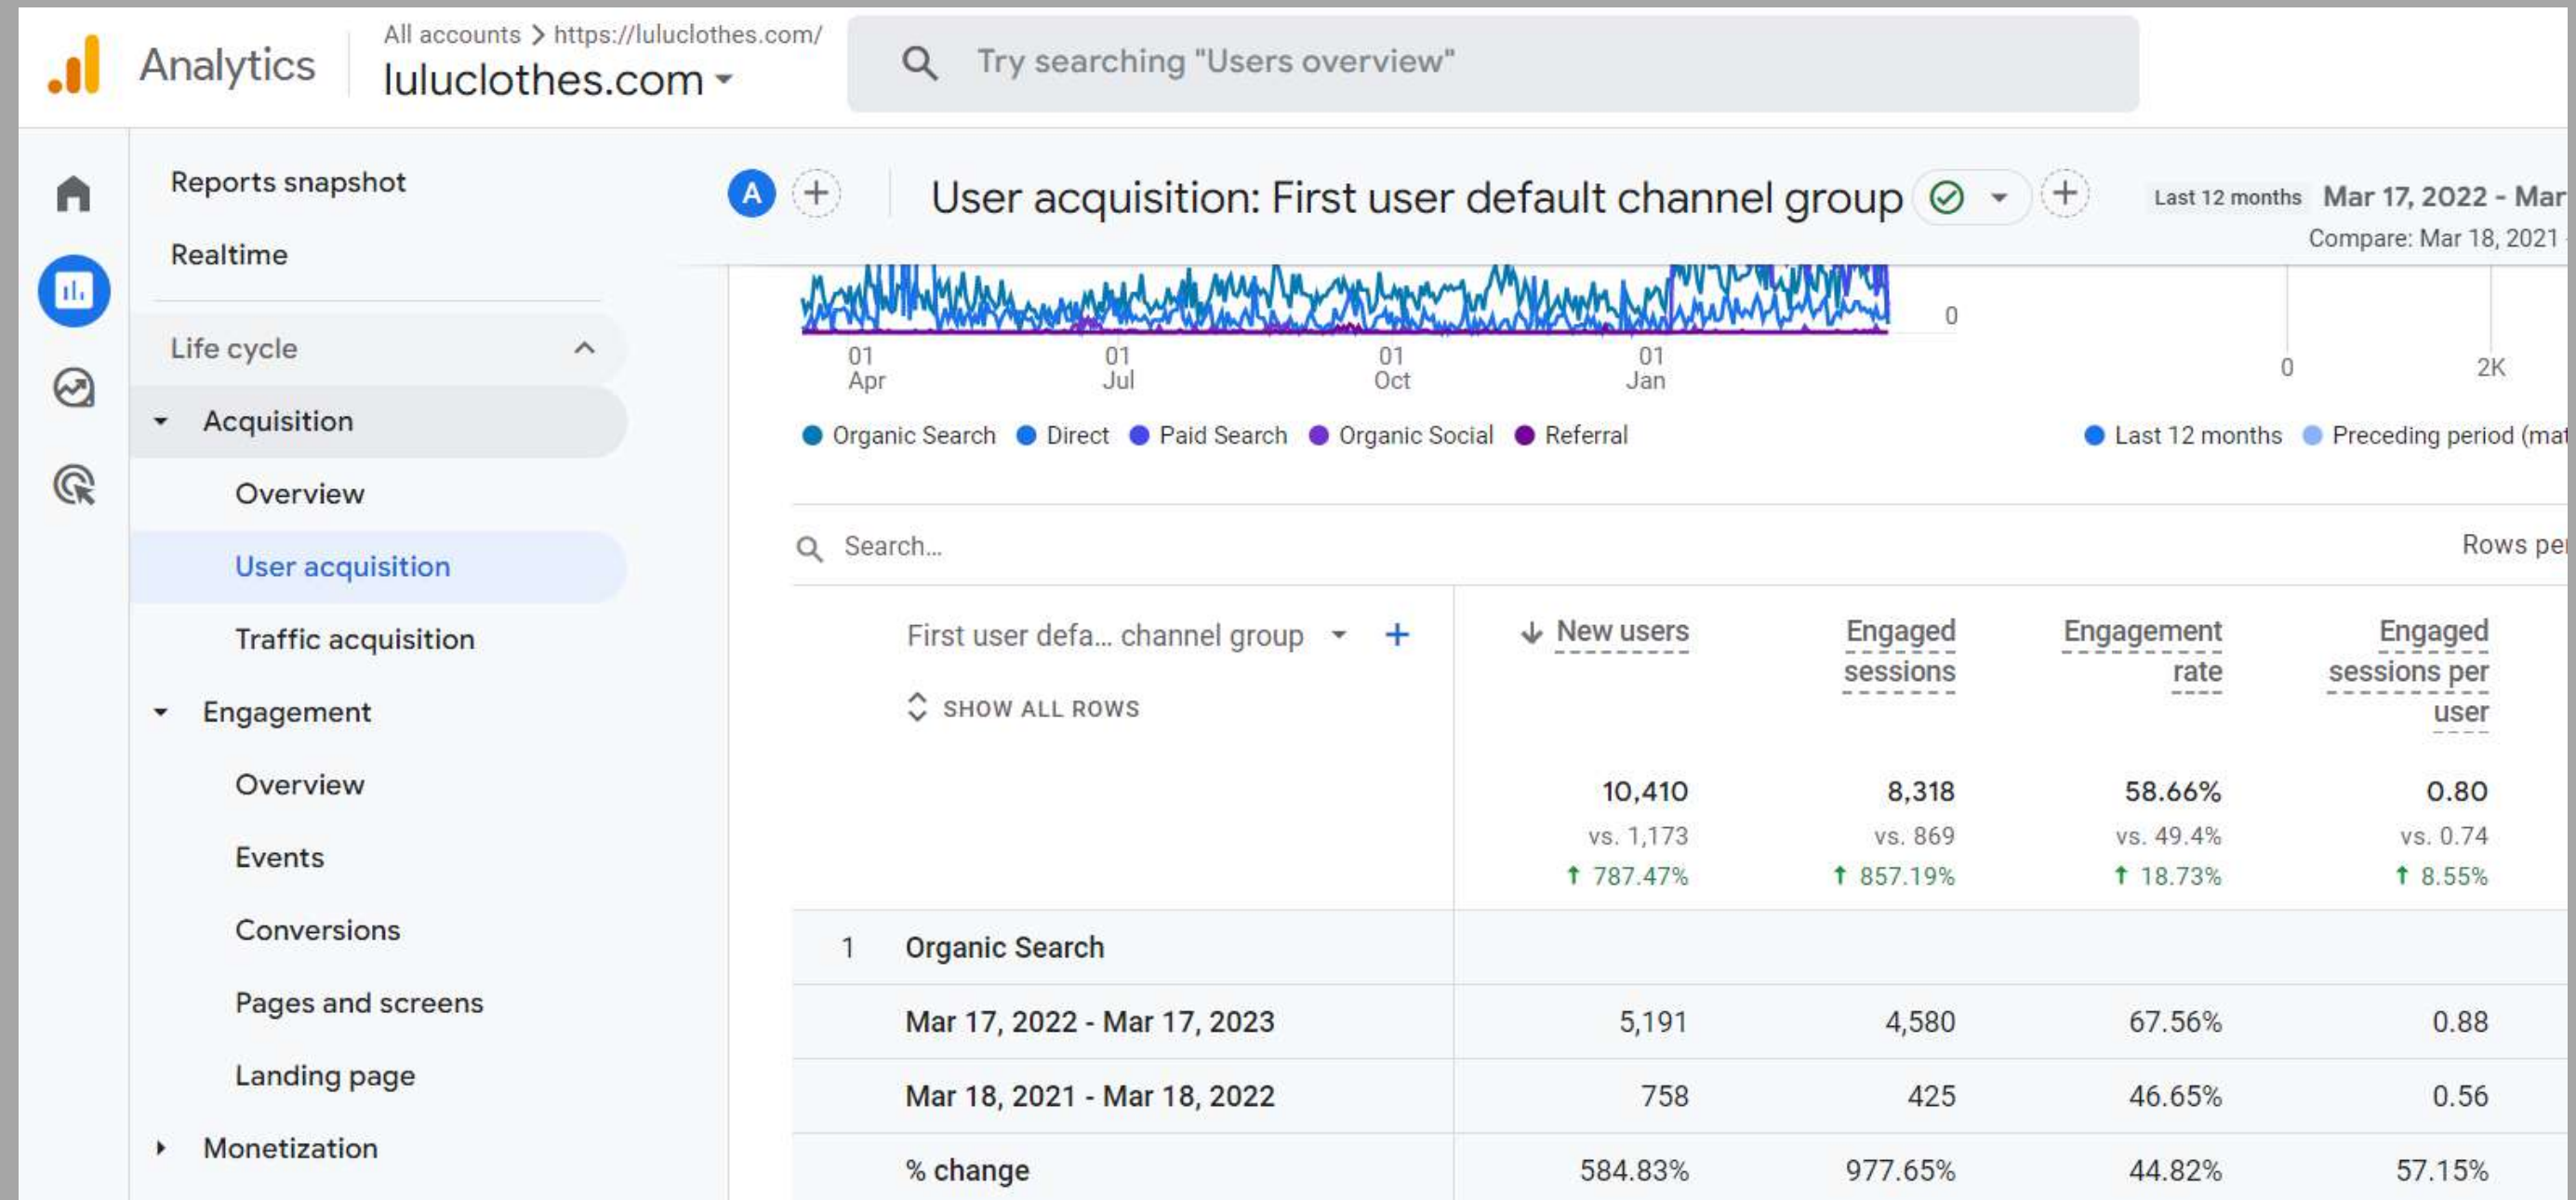 Analytics
All accounts > https://luluclothes.com/
luluclothes.com
Try searching "Users overview"
Reports snapshot
Realtime
Life cycle
Acquisition
Overview
User acquisition
Traffic acquisition
Engagement
Overview
Events
Conversions
Pages and screens
Landing page
Monetization
A
User acquisition: First user default channel group
Last 12 months Mar 17, 2022 - Mar
Compare: Mar 18, 2021 -
0
01 01 01 01
Apr Jul Oct Jan
0 2K
Organic Search Direct Paid Search Organic Social Referral
Last 12 months Preceding period (mat
Search...
Rows per
First user defa... channel group
SHOW ALL ROWS
New users
Engaged
sessions
Engagement
rate
Engaged
sessions per
user
10,410 8,318 58.66% 0.80
vs. 1,173 vs. 869 vs. 49.4% vs. 0.74
↑ 787.47% ↑ 857.19% ↑ 18.73% ↑ 8.55%
1 Organic Search
Mar 17, 2022 - Mar 17, 2023 5,191 4,580 67.56% 0.88
Mar 18, 2021 - Mar 18, 2022 758 425 46.65% 0.56
% change 584.83% 977.65% 44.82% 57.15%